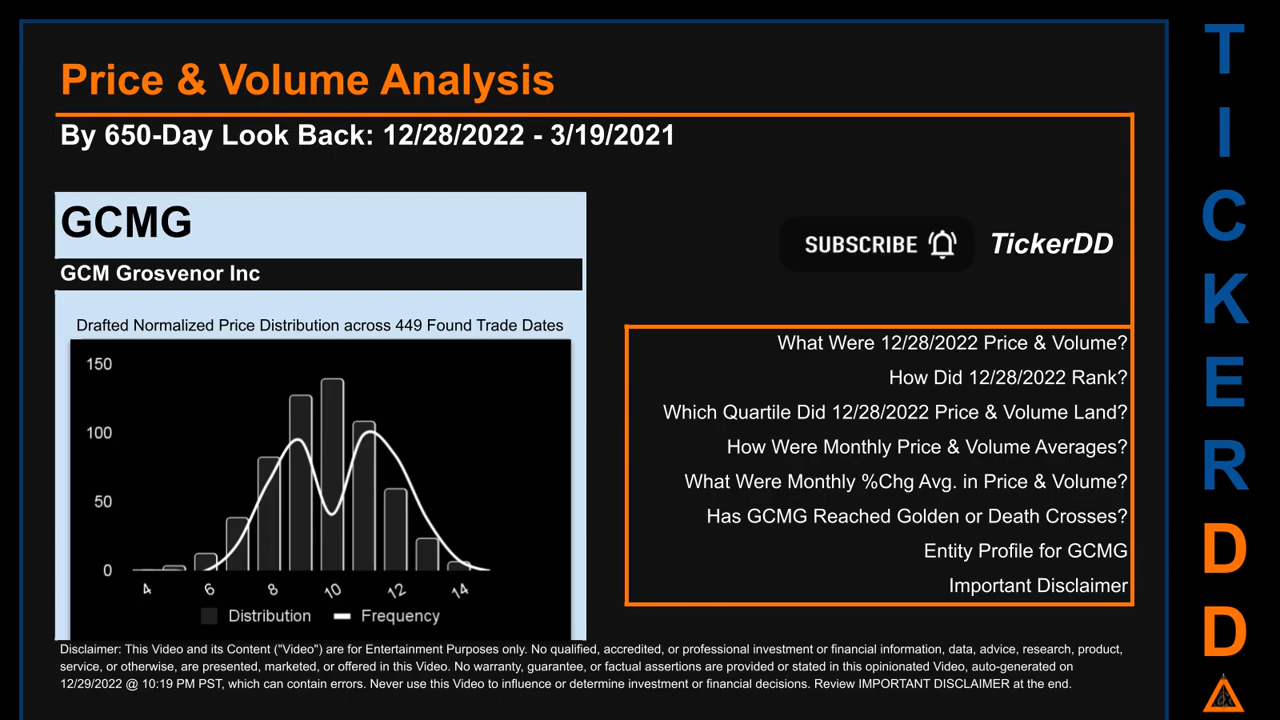 Price & Volume Analysis
By 650-Day Look Back: 12/28/2022 - 3/19/2021
GCMG
GCM Grosvenor Inc
Drafted Normalized Price Distribution across 449 Found Trade Dates
150
100
50
0
4
6
8
10
12
14
Distribution
Frequency
SUBSCRIBE
TickerDD
What Were 12/28/2022 Price & Volume?
How Did 12/28/2022 Rank?
Which Quartile Did 12/28/2022 Price & Volume Land?
How Were Monthly Price & Volume Averages?
What Were Monthly %Chg Avg. in Price & Volume?
Has GCMG Reached Golden or Death Crosses?
Entity Profile for GCMG
Important Disclaimer
Disclaimer: This Video and its Content ("Video") are for Entertainment Purposes only. No qualified, accredited, or professional investment or financial information, data, advice, research, product,
service, or otherwise, are presented, marketed, or offered in this Video. No warranty, guarantee, or factual assertions are provided or stated in this opinionated Video, auto-generated on
12/29/2022 @ 10:19 PM PST, which can contain errors. Never use this Video to influence or determine investment or financial decisions. Review IMPORTANT DISCLAIMER at the end.
T
I
C
K
E
R
D
D